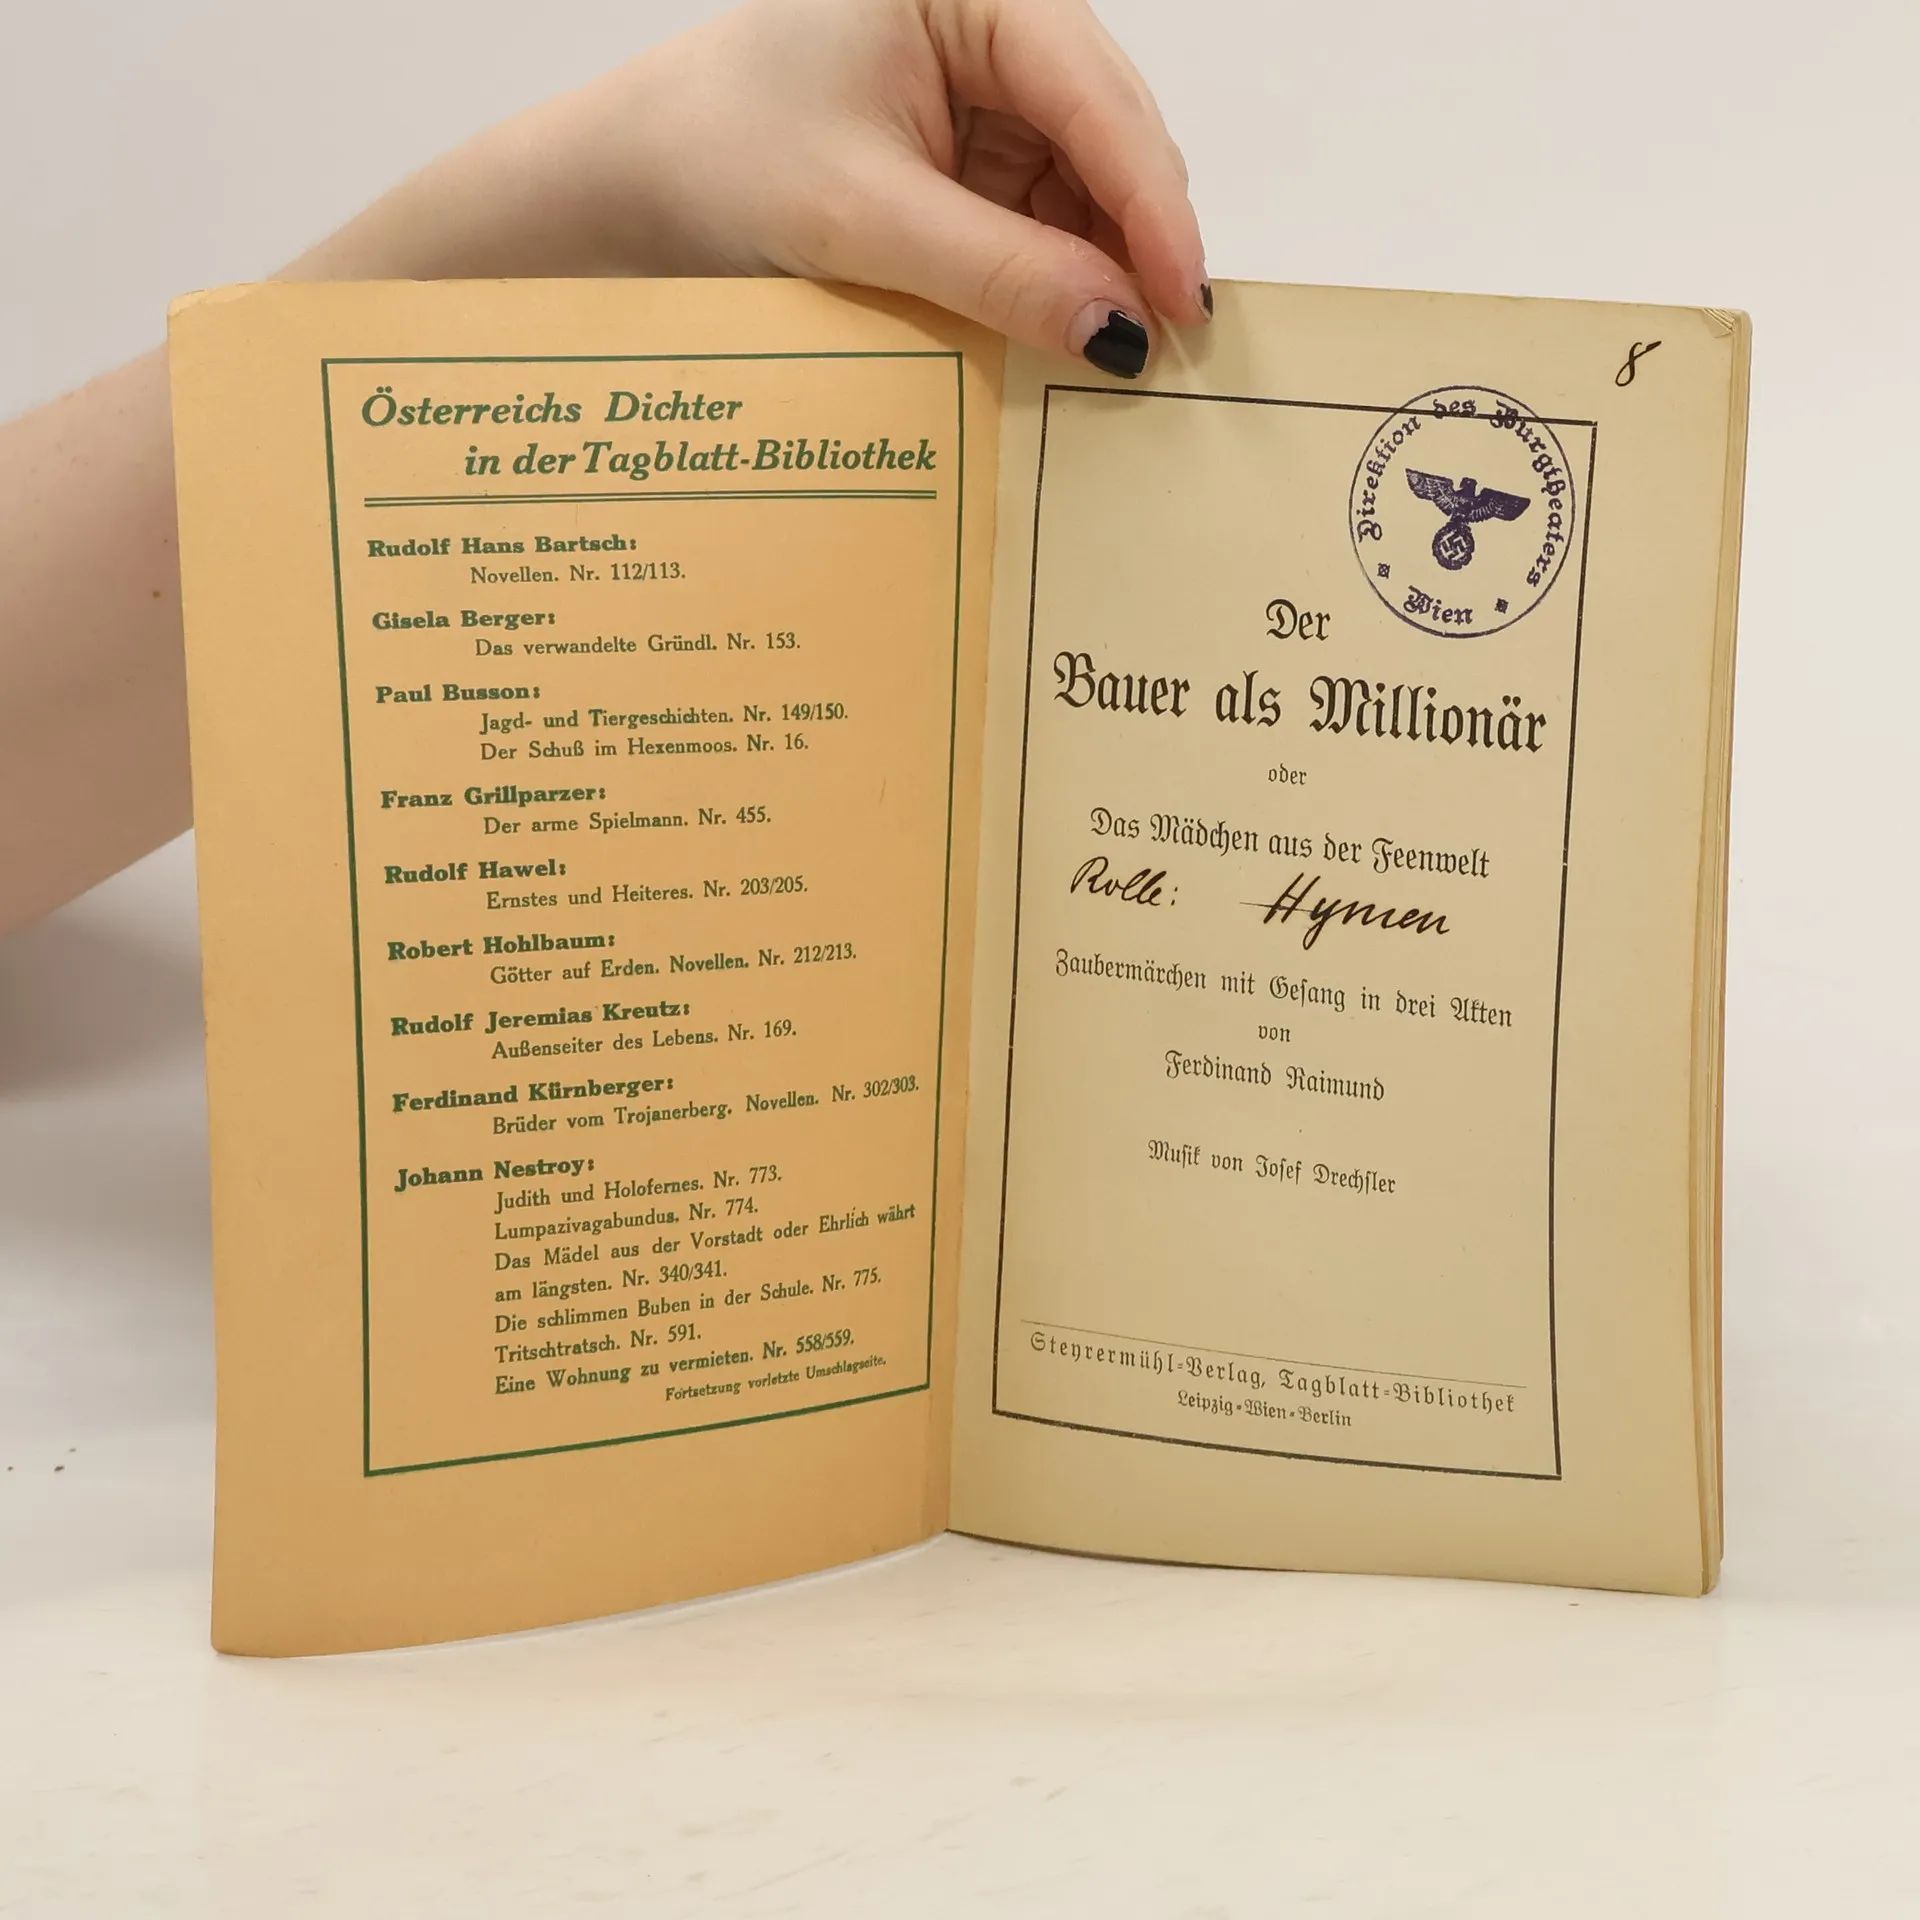 Österreichs Dichter
in der Tagblatt-Bibliothek
Rudolf Hans Bartsch:
Novellen. Nr. 112/113.
Gisela Berger:
Das verwandelte Gründl. Nr. 153.
Paul Busson:
Jagd- und Tiergeschichten. Nr. 149/150.
Der Schuß im Hexenmoos. Nr. 16.
Franz Grillparzer:
Der arme Spielmann. Nr. 455.
Rudolf Hawel:
Ernstes und Heiteres. Nr. 203/205.
Robert Hohlbaum:
Götter auf Erden. Novellen. Nr. 212/213.
Rudolf Jeremias Kreutz:
Außenseiter des Lebens. Nr. 169.
Ferdinand Kürnberger:
Brüder vom Trojanerberg. Novellen. Nr. 302/303.
Johann Nestroy:
Judith und Holofernes. Nr. 773.
Lumpazivagabundus. Nr. 774.
Das Mädel aus der Vorstadt oder Ehrlich währt
am längsten. Nr. 340/341.
Die schlimmen Buben in der Schule. Nr. 775.
Tritschtratsch. Nr. 591.
Eine Wohnung zu vermieten. Nr. 558/559.
Fortsetzung vorletzte Umschlagseite.
8
Direktion des Burgtheaters
Wien
Der
Bauer als Millionär
oder
Das Mädchen aus der Feenwelt
Rolle: Hymen
Zaubermärchen mit Gesang in drei Akten
von
Ferdinand Raimund
Musik von Josef Drechsler
Steyrermühl-Verlag, Tagblatt-Bibliothek
Leipzig-Wien-Berlin